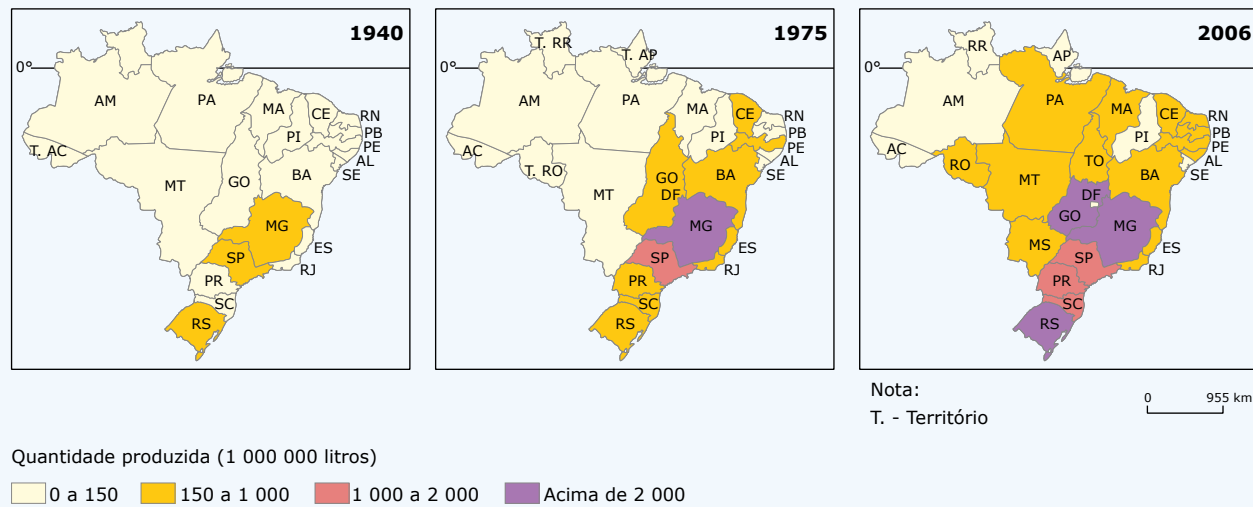 1940
0°
AM
PA
MA
CE
RN
PI
PB
PE
T. AC
AL
SE
MT
GO
BA
MG
ES
SP
RJ
PR
SC
RS
1975
T. RR
T. AP
0°
AM
PA
MA
CE
RN
PI
PB
PE
AC
AL
SE
T. RO
MT
GO
DF
BA
MG
ES
SP
RJ
PR
SC
RS
2006
RR
AP
0°
AM
PA
MA
CE
RN
PI
PB
PE
AC
AL
SE
RO
TO
MT
BA
DF
GO
MG
MS
ES
SP
RJ
PR
SC
RS
Nota:
T. - Território
0 955 km
Quantidade produzida (1 000 000 litros)
0 a 150 150 a 1 000 1 000 a 2 000 Acima de 2 000